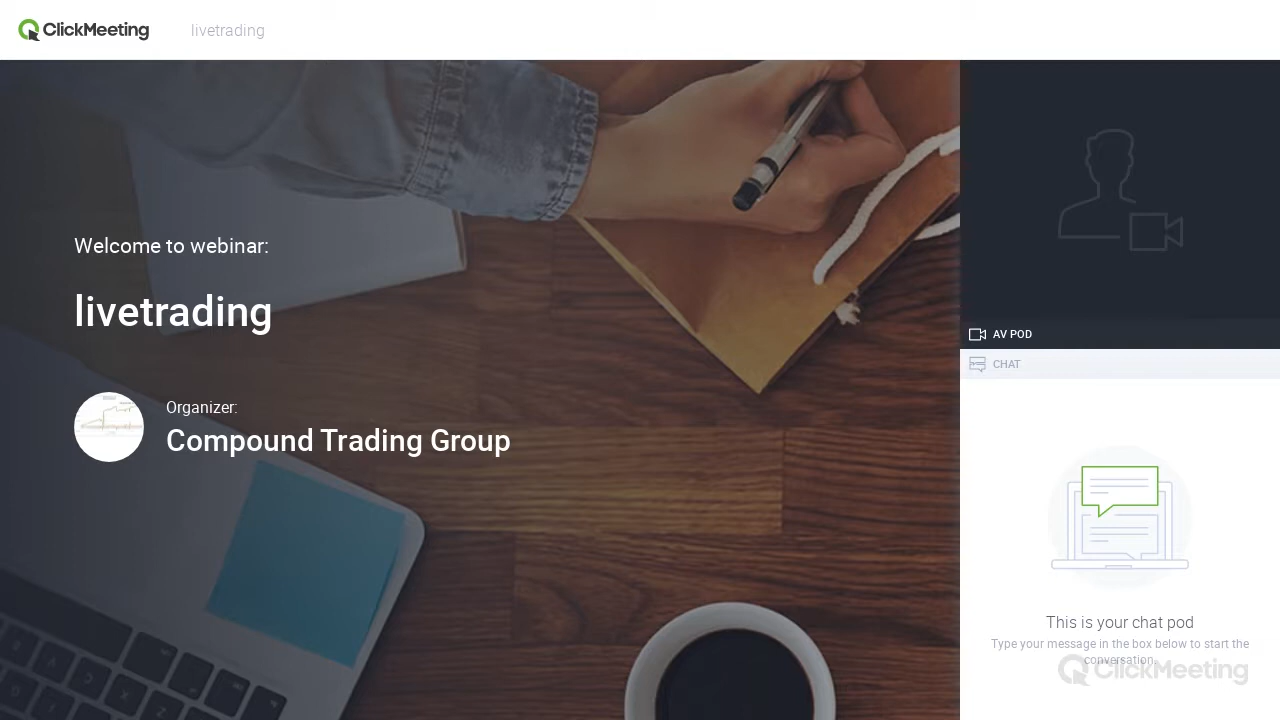 ClickMeeting
livetrading
Welcome to webinar:
livetrading
Organizer:
Compound Trading Group
AV POD
CHAT
This is your chat pod
Type your message in the box below to start the
conversation.
ClickMeeting